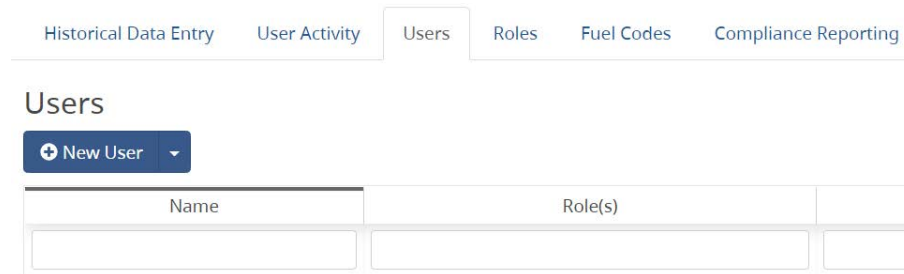 Historical Data Entry User Activity Users Roles Fuel Codes Compliance Reporting
Users
New User
Name Role(s)